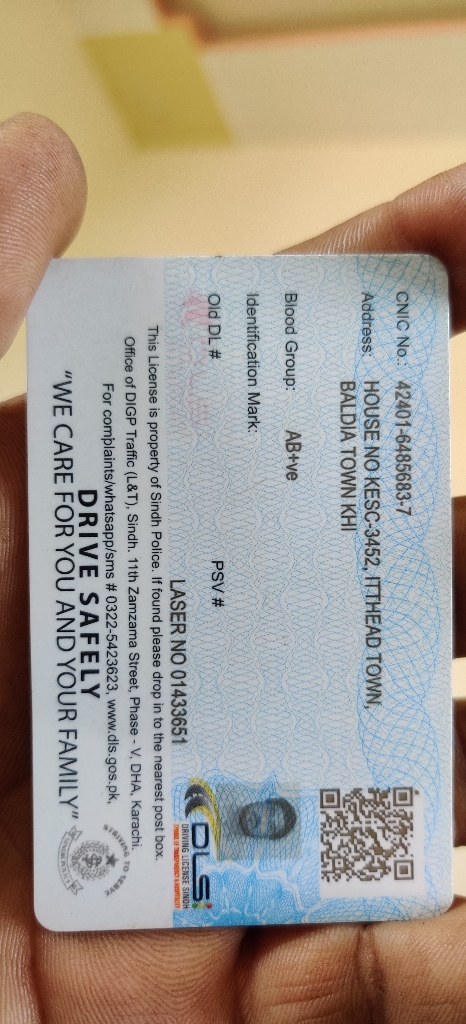 CNIC No.: 42401-6485683-7
Address: HOUSE NO KESC-3452, ITTHEAD TOWN,
BALDIA TOWN KHI
Blood Group: AB+ve
Identification Mark:
Old DL # PSV #
LASER NO 01433651
DLS
DRIVING LICENSE SINDH
This License is property of Sindh Police. If found please drop in to the nearest post box.
Office of DIGP Traffic (L&T), Sindh. 11th Zamzama Street, Phase - V, DHA, Karachi.
For complaints/whatsapp/sms # 0322-5423623, www.dls.gos.pk,
DRIVE SAFELY
"WE CARE FOR YOU AND YOUR FAMILY"